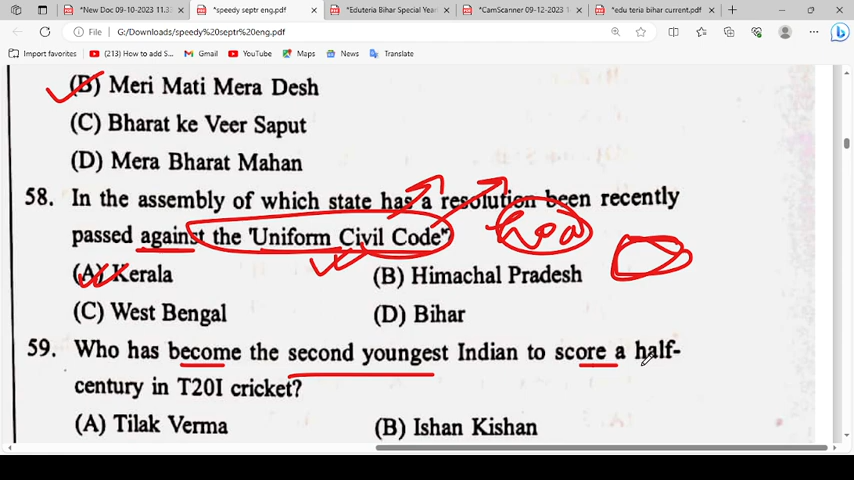 New Doc 09-10-2023 11.3
*speedy septr eng.pdf
*Eduteria Bihar Special Year
*CamScanner 09-12-2023 1
*edu teria bihar current.pdf
File
G:/Downloads/speedy%20septr%20eng.pdf
Import favorites
(213) How to add S...
Gmail
YouTube
Maps
News
Translate
(B) Meri Mati Mera Desh
(C) Bharat ke Veer Saput
(D) Mera Bharat Mahan
58. In the assembly of which state has a resolution been recently
passed against the 'Uniform Civil Code'?
(A) Kerala
(B) Himachal Pradesh
(C) West Bengal
(D) Bihar
59. Who has become the second youngest Indian to score a half-
century in T20I cricket?
(A) Tilak Verma
(B) Ishan Kishan